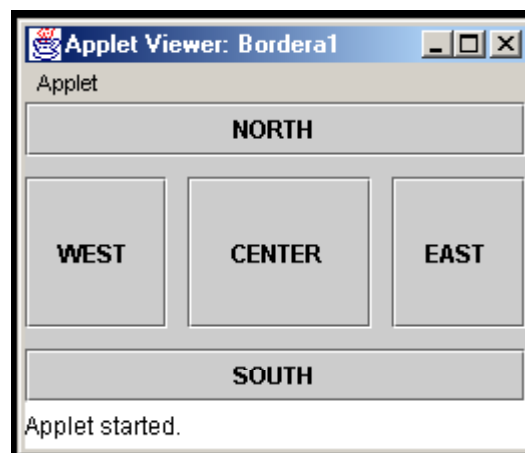 Applet Viewer: Bordera1
Applet
NORTH
WEST CENTER EAST
SOUTH
Applet started.